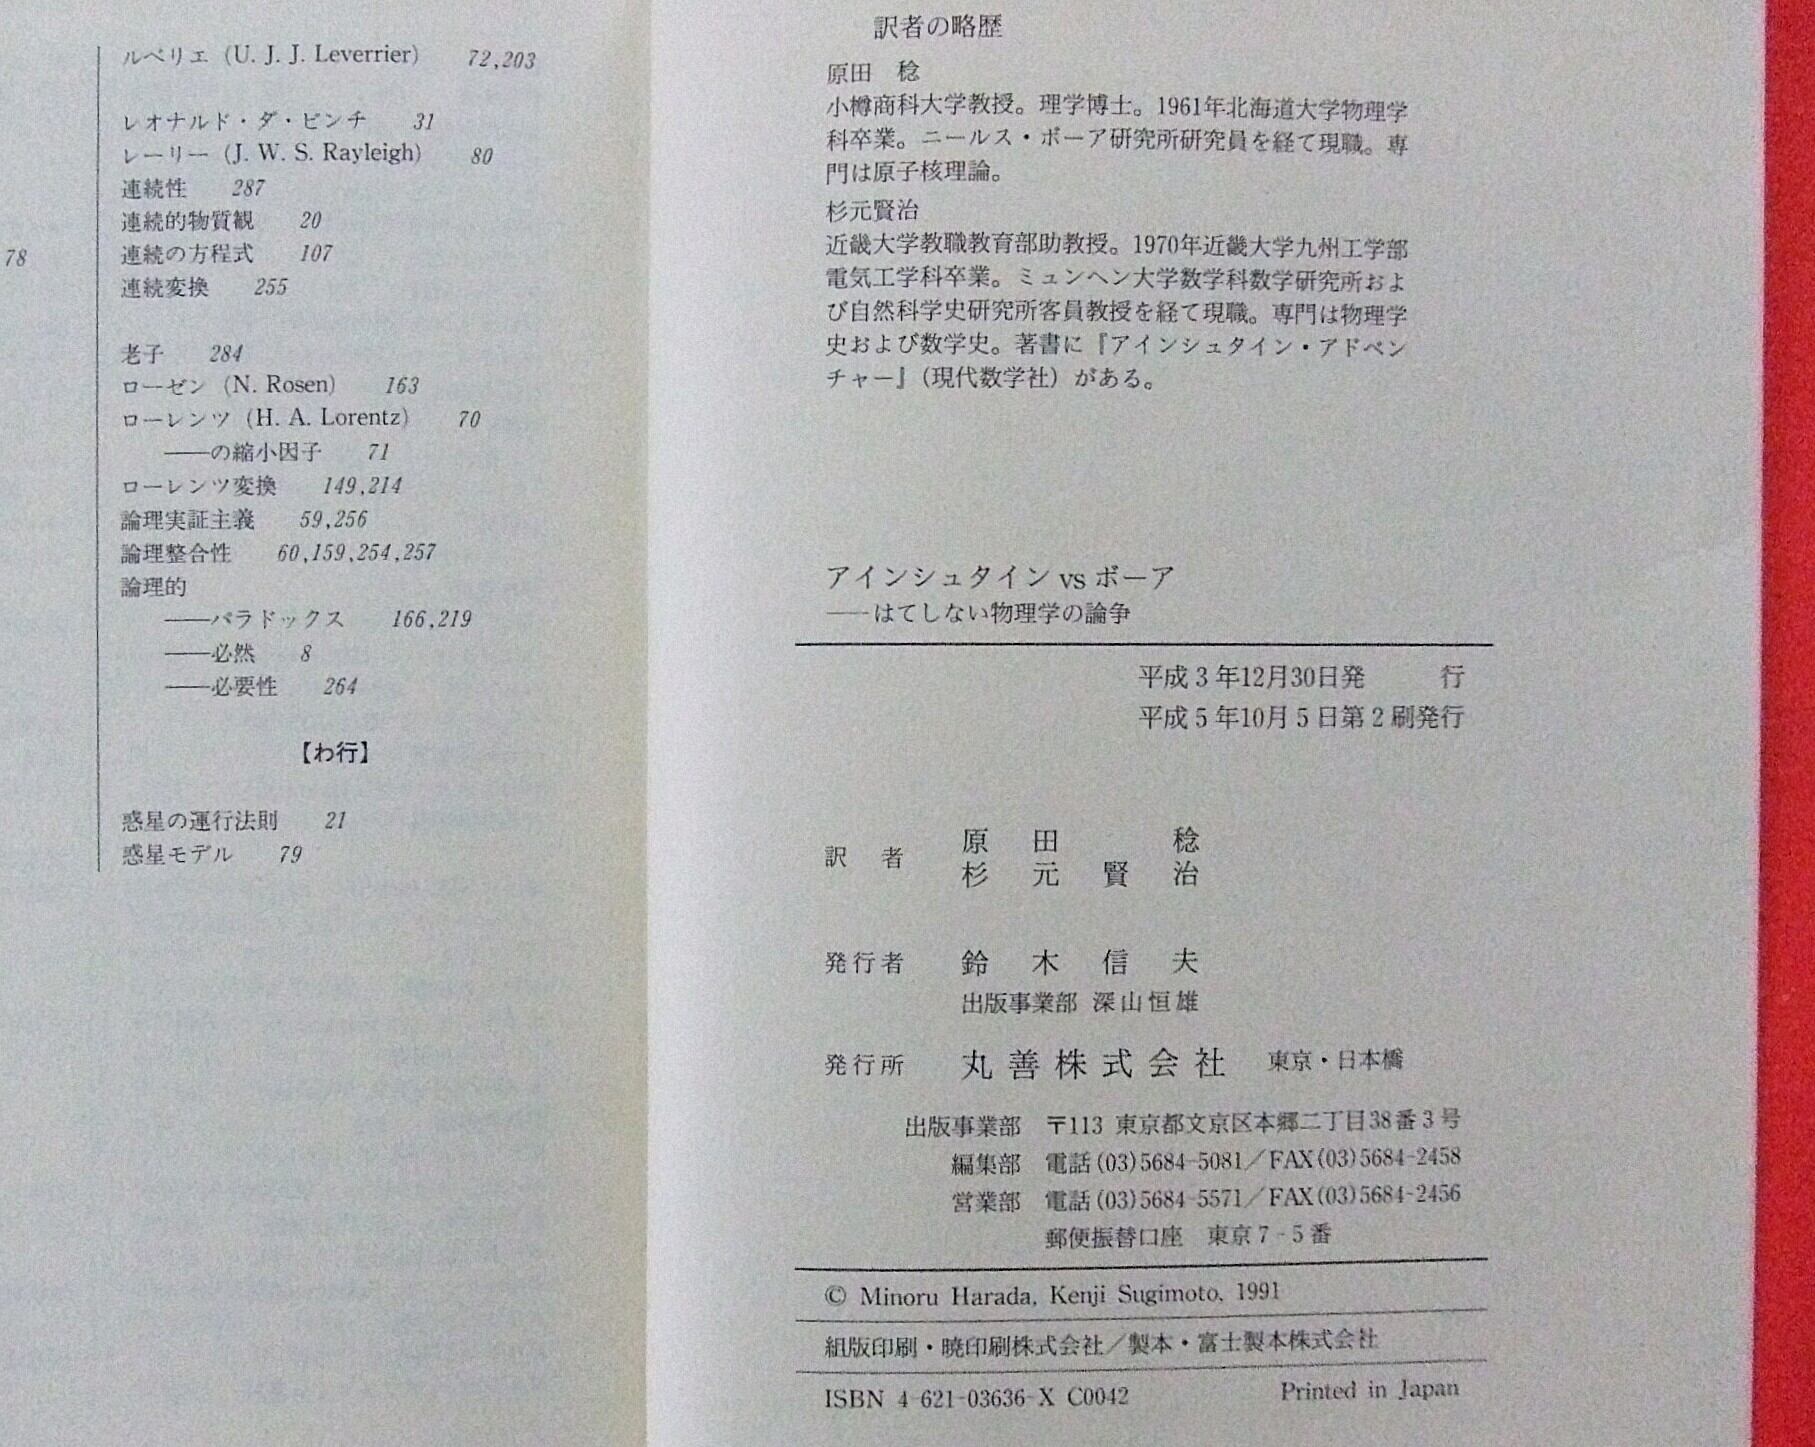 78
ルベリエ (U. J. J. Leverrier) 72,203
レオナルド・ダ・ビンチ 31
レーリー (J. W. S. Rayleigh) 80
連続性 287
連続的物質観 20
連続の方程式 107
連続変換 255
老子 284
ローゼン (N. Rosen) 163
ローレンツ (H. A. Lorentz) 70
——の縮小因子 71
ローレンツ変換 149,214
論理実証主義 59,256
論理整合性 60,159,254,257
論理的
——パラドックス 166,219
——必然 8
——必要性 264
【わ行】
惑星の運行法則 21
惑星モデル 79
訳者の略歴
原田 稔
小樽商科大学教授。理学博士。1961年北海道大学物理学
科卒業。ニールス・ボーア研究所研究員を経て現職。専
門は原子核理論。
杉元賢治
近畿大学教職教育部助教授。1970年近畿大学九州工学部
電気工学科卒業。ミュンヘン大学数学科数学研究所およ
び自然科学史研究所客員教授を経て現職。専門は物理学
史および数学史。著書に『アインシュタイン・アドベン
チャー』(現代数学社)がある。
アインシュタイン vs ボーア
——はてしない物理学の論争
平成3年12月30日発 行
平成5年10月5日第2刷発行
訳 者 原 田 稔
杉 元 賢 治
発行者 鈴 木 信 夫
出版事業部 深山恒雄
発行所 丸善株式会社 東京・日本橋
出版事業部 〒113 東京都文京区本郷二丁目38番3号
編集部 電話(03)5684-5081/FAX(03)5684-2458
営業部 電話(03)5684-5571/FAX(03)5684-2456
郵便振替口座 東京7-5番
© Minoru Harada, Kenji Sugimoto, 1991
組版印刷・暁印刷株式会社/製本・富士製本株式会社
ISBN 4-621-03636-X C0042 Printed in Japan